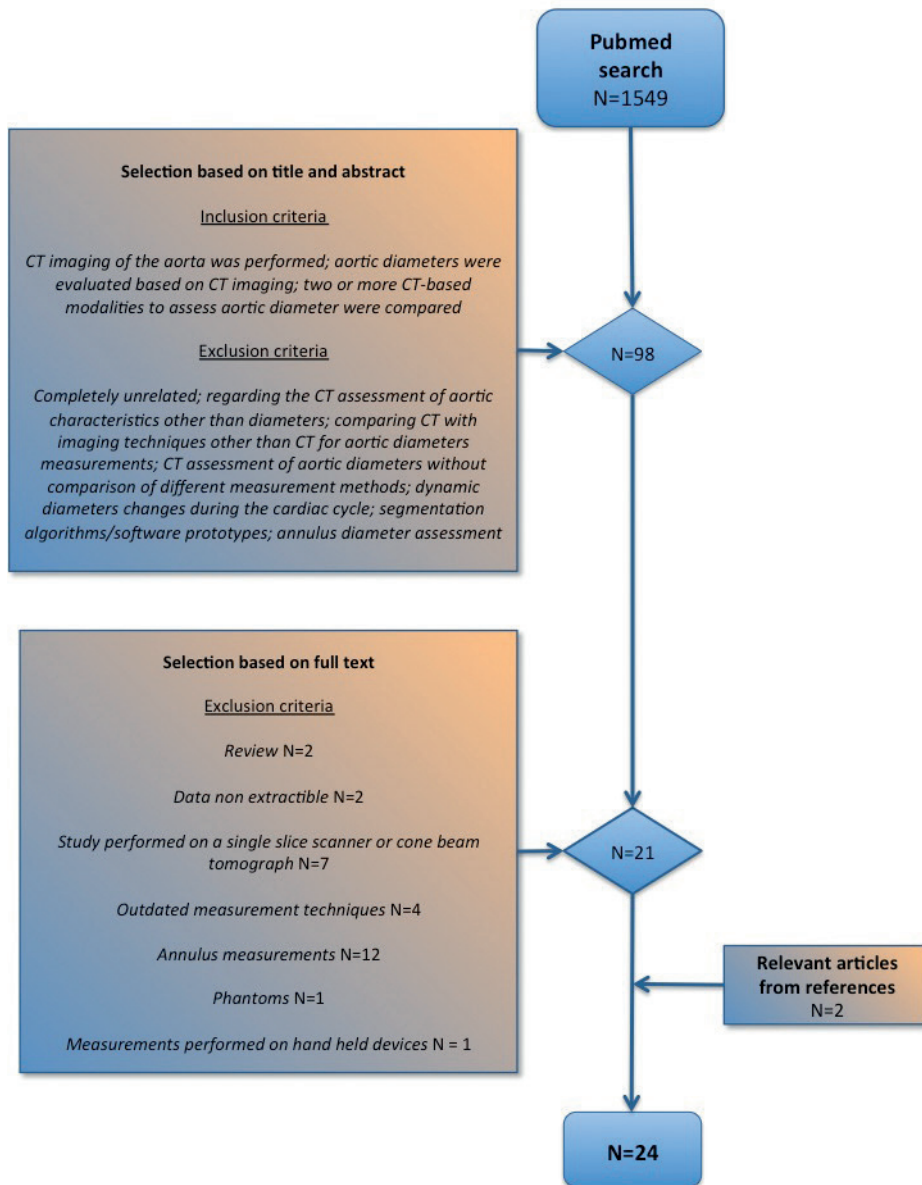 Pubmed
search
N=1549
Selection based on title and abstract
Inclusion criteria
CT imaging of the aorta was performed; aortic diameters were
evaluated based on CT imaging; two or more CT-based
modalities to assess aortic diameter were compared
Exclusion criteria
Completely unrelated; regarding the CT assessment of aortic
characteristics other than diameters; comparing CT with
imaging techniques other than CT for aortic diameters
measurements; CT assessment of aortic diameters without
comparison of different measurement methods; dynamic
diameters changes during the cardiac cycle; segmentation
algorithms/software prototypes; annulus diameter assessment
N=98
Selection based on full text
Exclusion criteria
Review N=2
Data non extractible N=2
Study performed on a single slice scanner or cone beam
tomograph N=7
Outdated measurement techniques N=4
Annulus measurements N=12
Phantoms N=1
Measurements performed on hand held devices N = 1
N=21
Relevant articles
from references
N=2
N=24